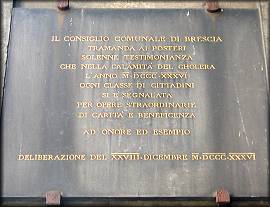 IL CONSIGLIO COMUNALE DI BRESCIA
TRAMANDA AI POSTERI
SOLENNE TESTIMONIANZA
CHE NELLA CALAMITÀ DEL CHOLERA
L'ANNO M·DCCC·XXXVI
OGNI CLASSE DI CITTADINI
SI È SEGNALATA
PER OPERE STRAORDINARIE
DI CARITÀ E BENEFICENZA
AD ONORE ED ESEMPIO
DELIBERAZIONE DEL XXVIII·DICEMBRE M·DCCC·XXXVI